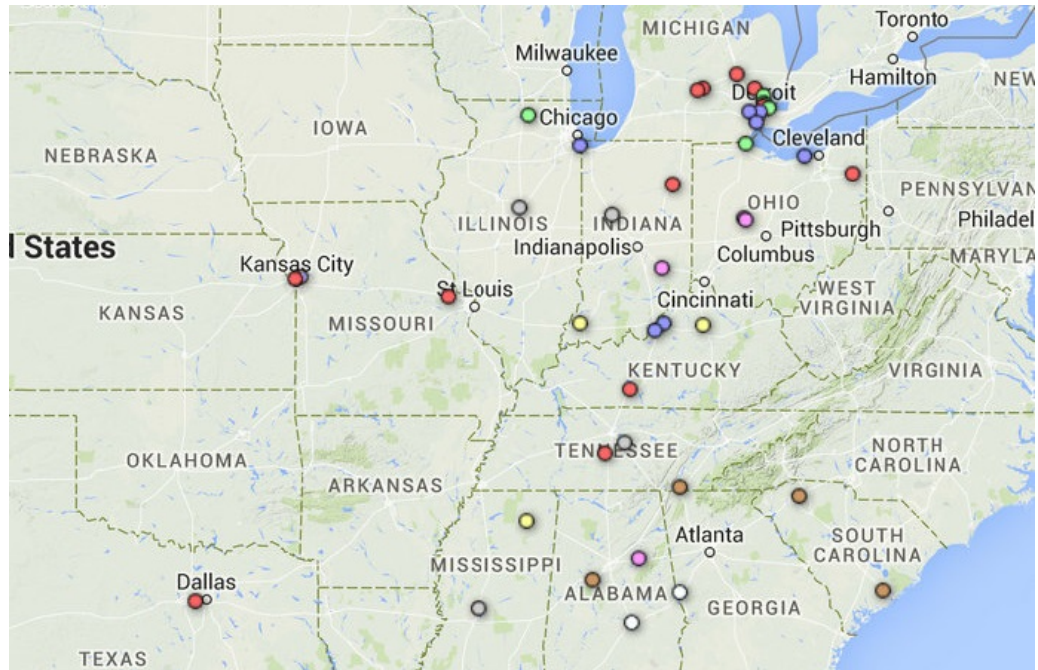 Toronto
MICHIGAN
Milwaukee
Hamilton
NEW
Detroit
Chicago
Cleveland
IOWA
NEBRASKA
PENNSYLVAN
OHIO
ILLINOIS
INDIANA
Philadel
Pittsburgh
d States
Indianapolis
Columbus
MARYLA
Kansas City
St Louis
Cincinnati
WEST
VIRGINIA
KANSAS
MISSOURI
KENTUCKY
VIRGINIA
TENNESSEE
NORTH
CAROLINA
OKLAHOMA
ARKANSAS
Atlanta
SOUTH
CAROLINA
MISSISSIPPI
Dallas
ALABAMA
GEORGIA
TEXAS